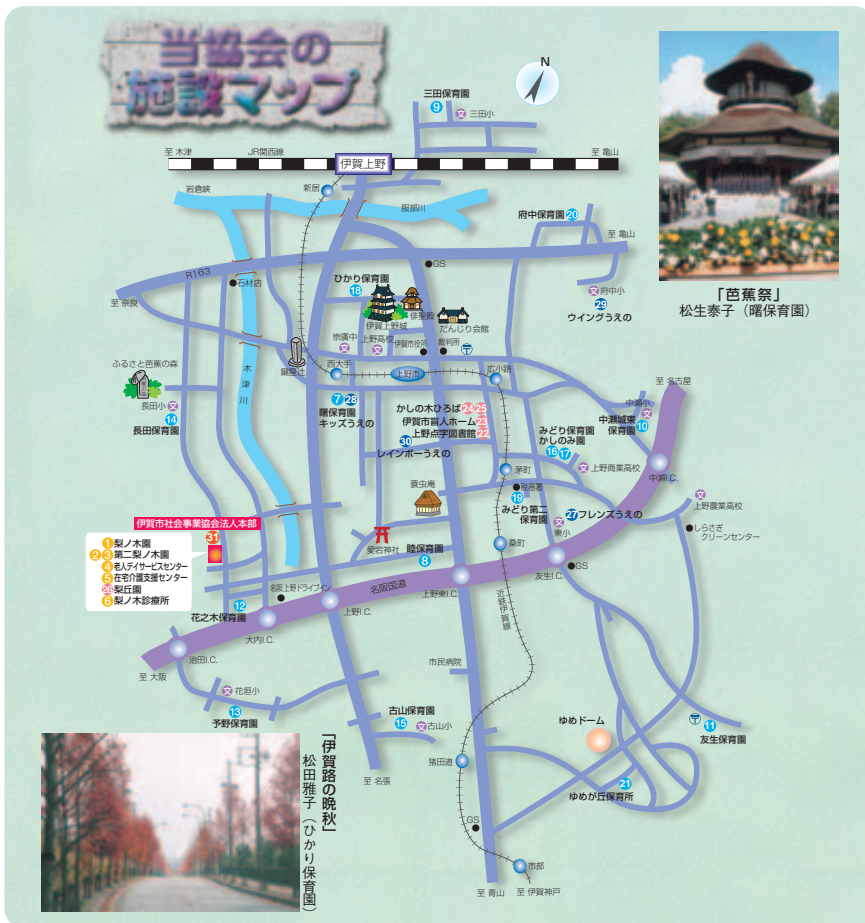 当協会の
施設マップ
N
三田保育園
9
文 三田小
至 木津
JR関西線
伊賀上野
至 亀山
岩倉峡
新居
服部川
府中保育園 20
至 亀山
R163
GS
石材店
ひかり保育園
18
文 府中小
29
ウイングうえの
至 奈良
伊賀上野城
俳聖殿
だんじり会館
崇廣中
文
上野高校
文
伊賀市役所
裁判所
〒
「芭蕉祭」
松生泰子(曙保育園)
ふるさと芭蕉の森
木津川
鍵屋辻
西大手
上野市
広小路
至 名古屋
長田小 文
14
長田保育園
7 28
曙保育園
キッズうえの
かしの木ひろば 24 25
伊賀市盲人ホーム 23
上野点字図書館 22
30
レインボーうえの
中瀬小
文
中瀬城東
保育園 10
みどり保育園
かしのみ園
16 17
文 上野商業高校
中瀬I.C.
蓑虫庵
茅町
税務署
19
みどり第二
保育園
27 フレンズうえの
文
東小
文
上野農業高校
しらさぎ
クリーンセンター
伊賀市社会事業協会法人本部
31
1 梨ノ木園
2 3 第二梨ノ木園
4 老人デイサービスセンター
5 在宅介護支援センター
26 梨丘園
6 梨ノ木診療所
愛宕神社
睦保育園
8
桑町
友生I.C.
GS
名阪国道
名阪上野ドライブイン
12
花之木保育園
大内I.C.
上野I.C.
上野東I.C.
近鉄伊賀線
治田I.C.
至 大阪
市民病院
文 花垣小
13
予野保育園
古山保育園
15
文 古山小
ゆめドーム
〒
11
友生保育園
至 名張
猪田道
21
ゆめが丘保育所
GS
市部
至 青山
至 伊賀神戸
「伊賀路の晩秋」
松田雅子(ひかり保育園)